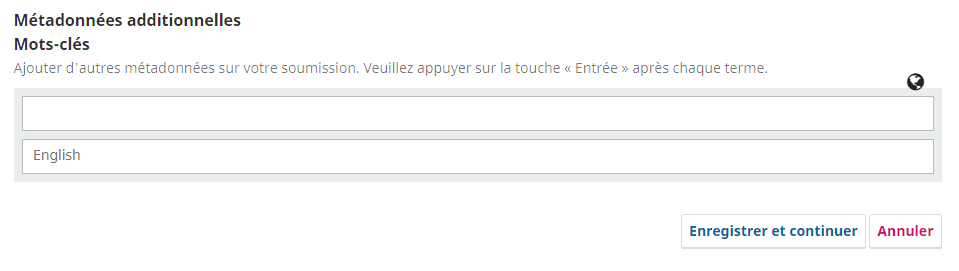 Métadonnées additionnelles
Mots-clés
Ajouter d'autres métadonnées sur votre soumission. Veuillez appuyer sur la touche « Entrée » après chaque terme.
English
Enregistrer et continuer Annuler